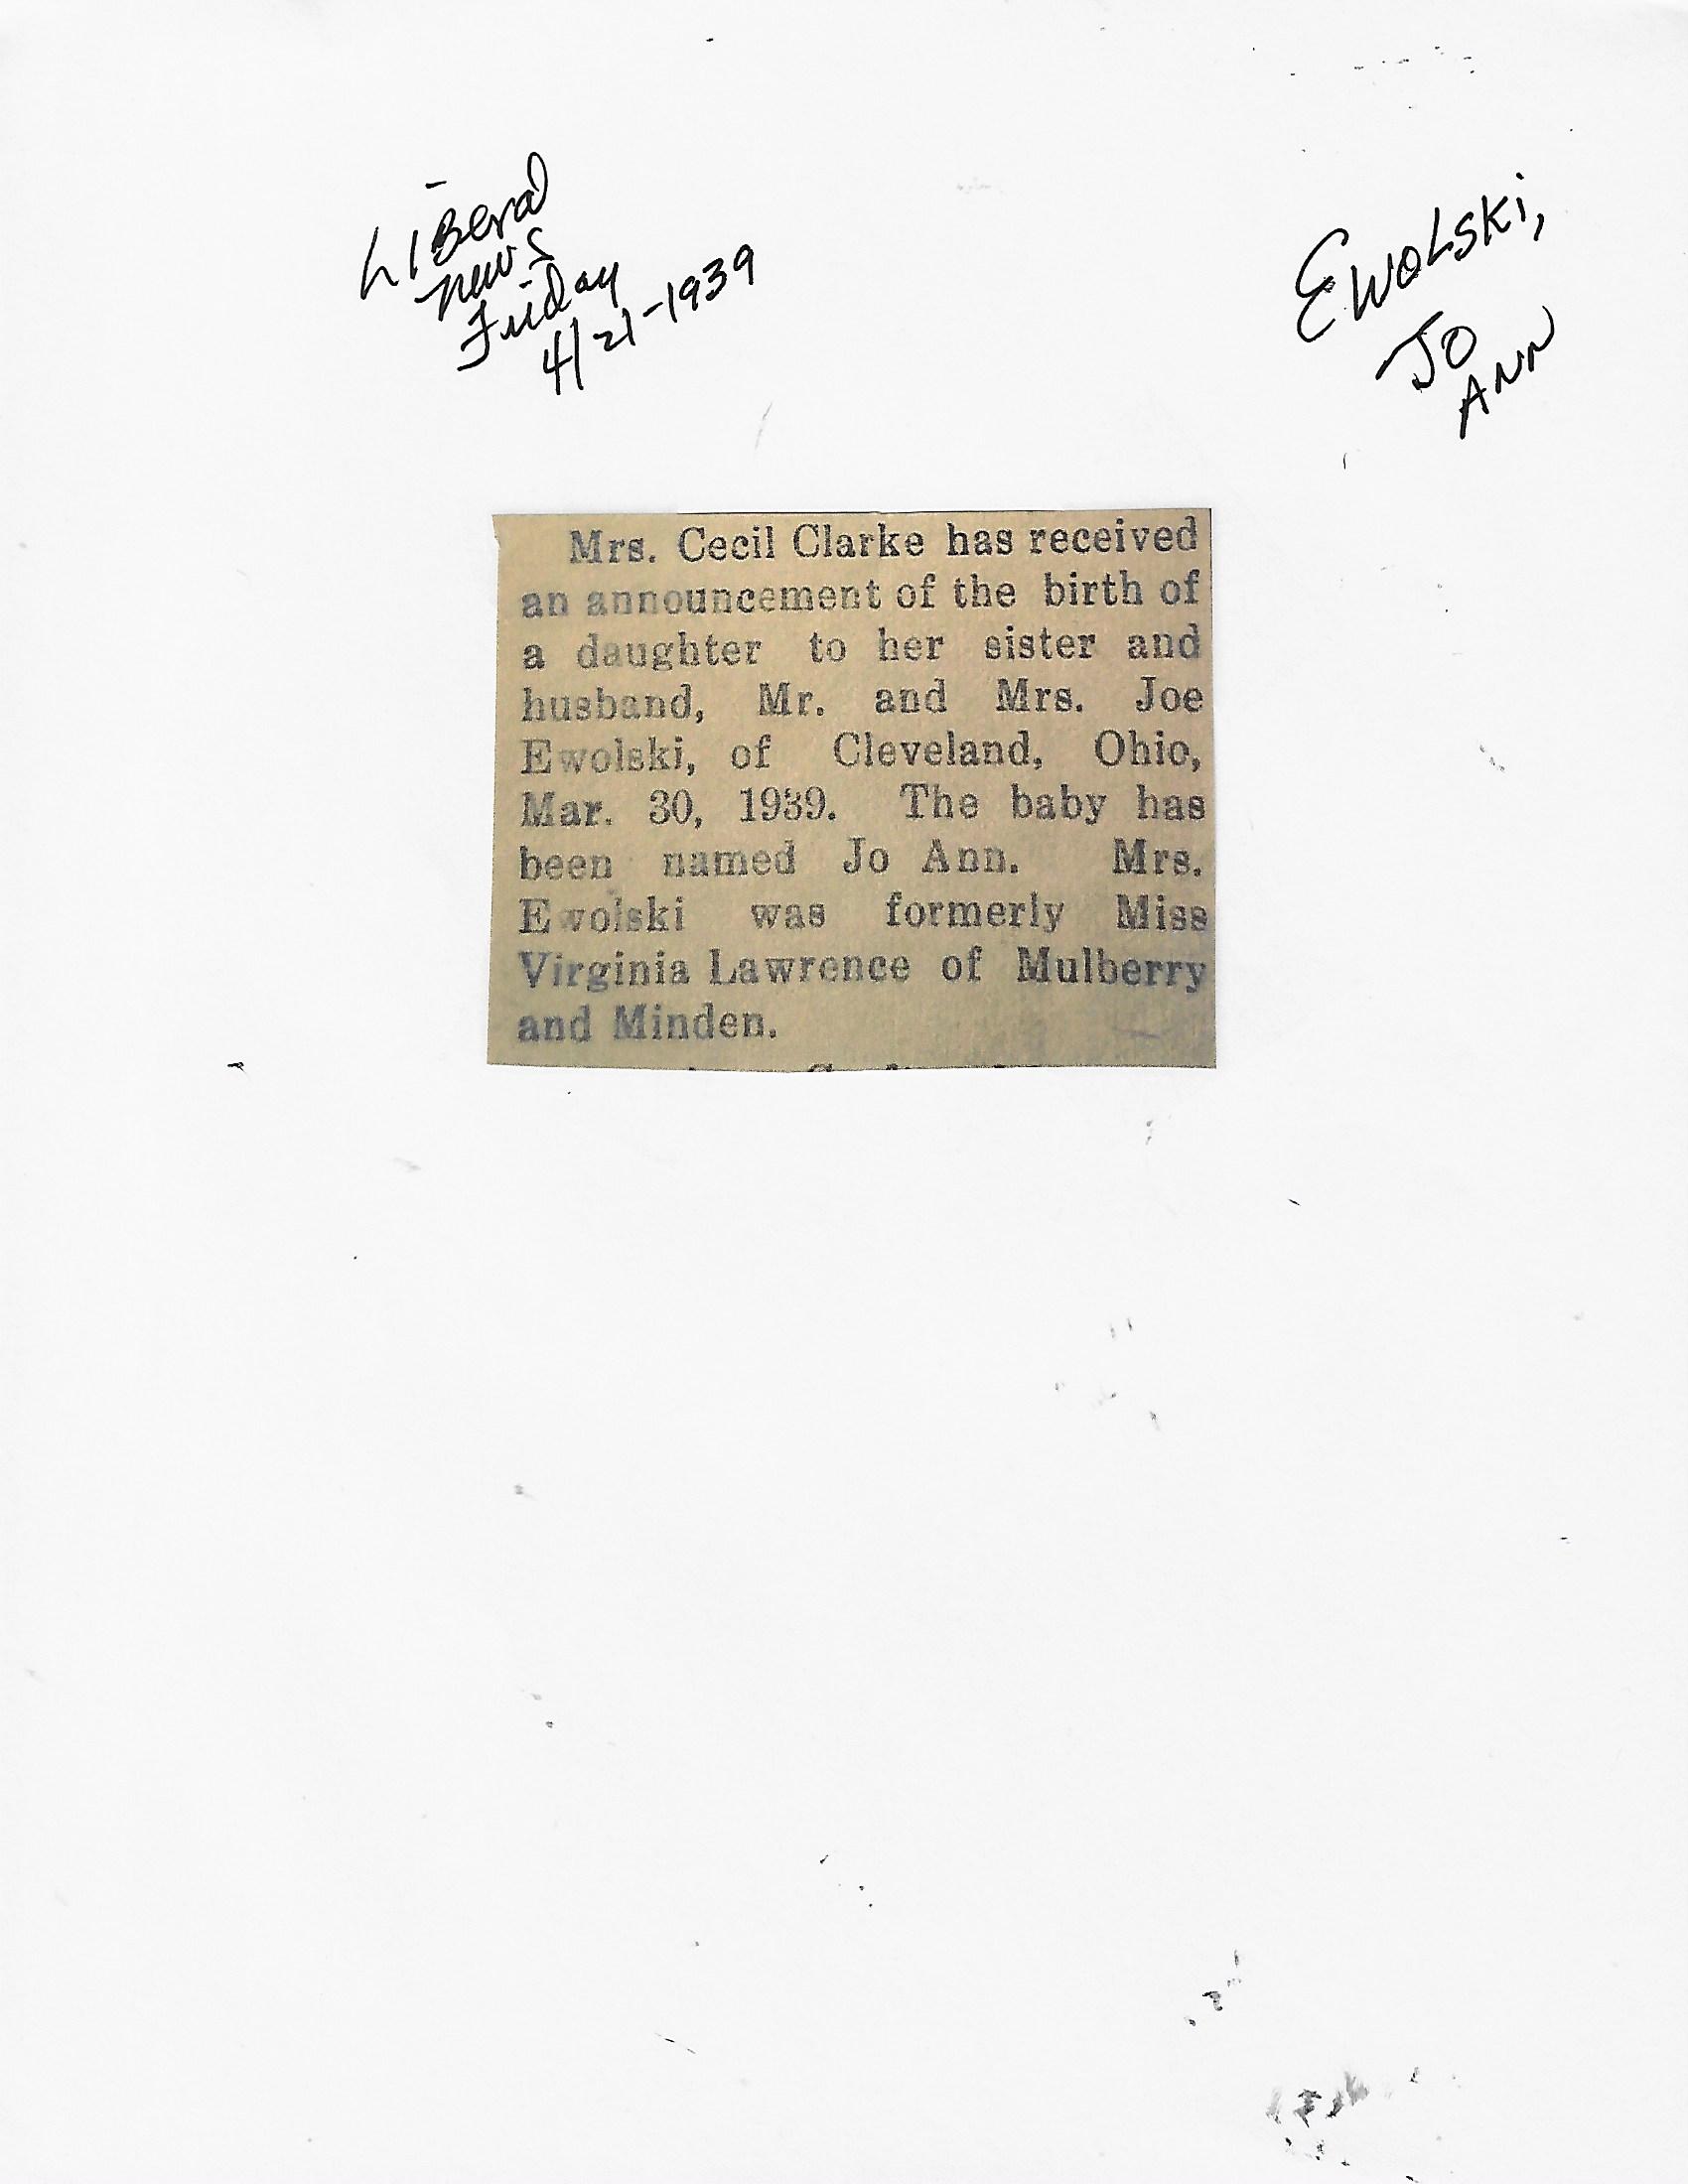 Liberal
news
Friday
4/21-1939
Ewolski,
Jo
Ann
Mrs. Cecil Clarke has received
an announcement of the birth of
a daughter to her sister and
husband, Mr. and Mrs. Joe
Ewolski, of Cleveland, Ohio,
Mar. 30, 1939. The baby has
been named Jo Ann. Mrs.
Ewolski was formerly Miss
Virginia Lawrence of Mulberry
and Minden.